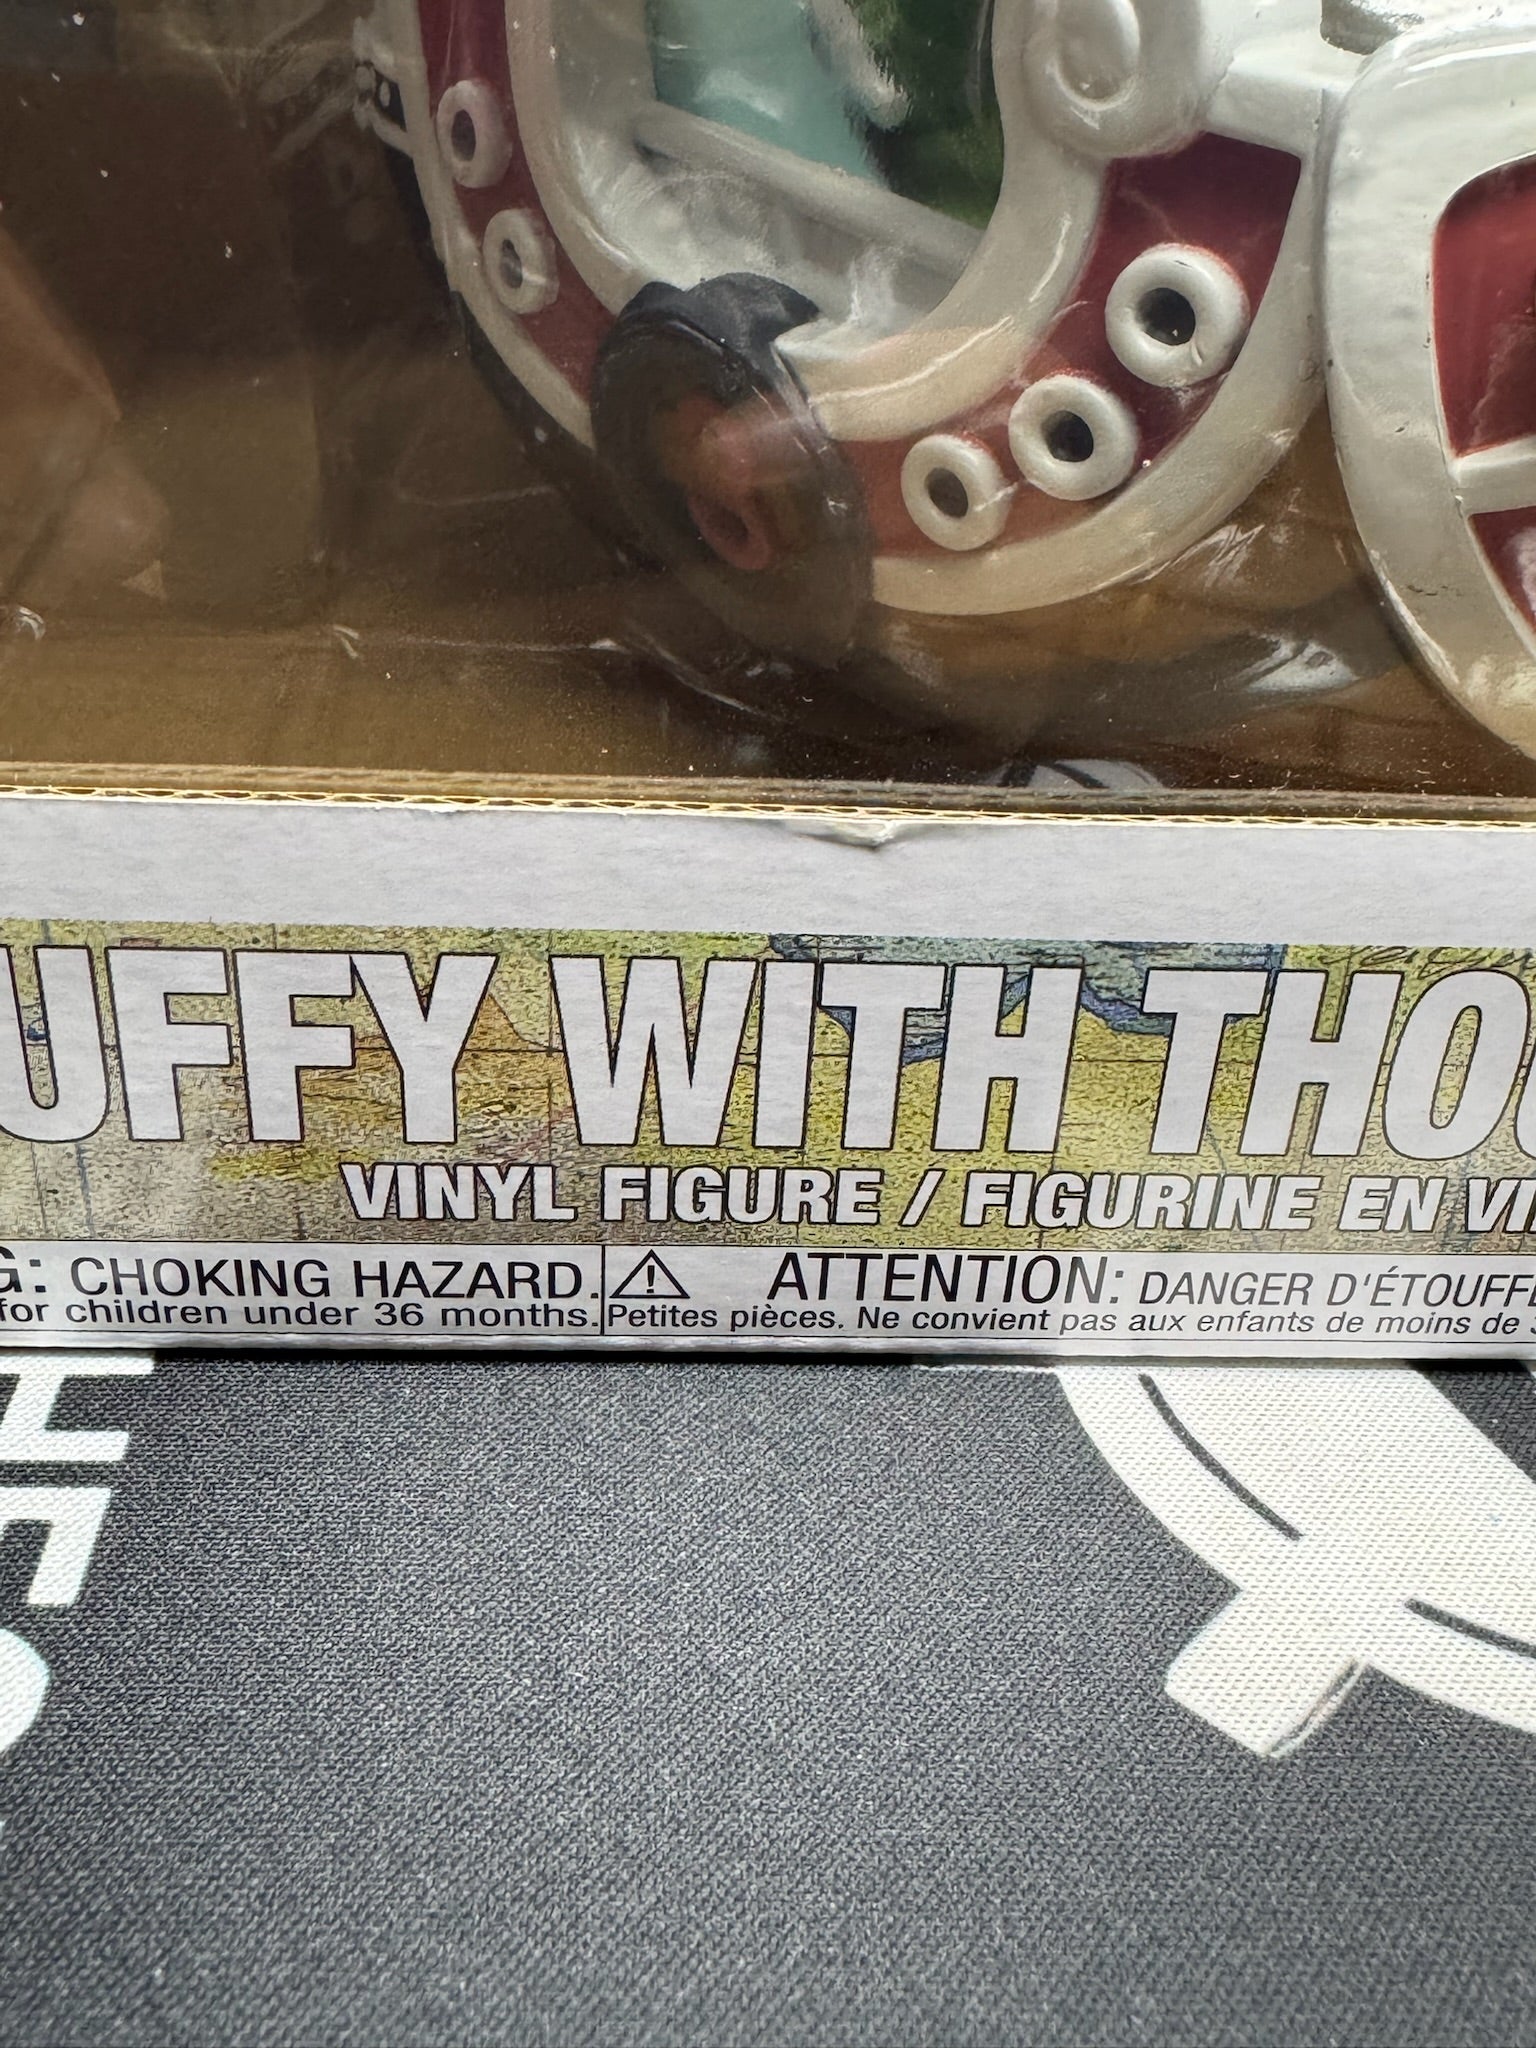 UFFY WITH THO
VINYL FIGURE / FIGURINE EN VI
G: CHOKING HAZARD.
for children under 36 months.
ATTENTION: DANGER D'ÉTOUFFE
Petites pièces. Ne convient pas aux enfants de moins de 3